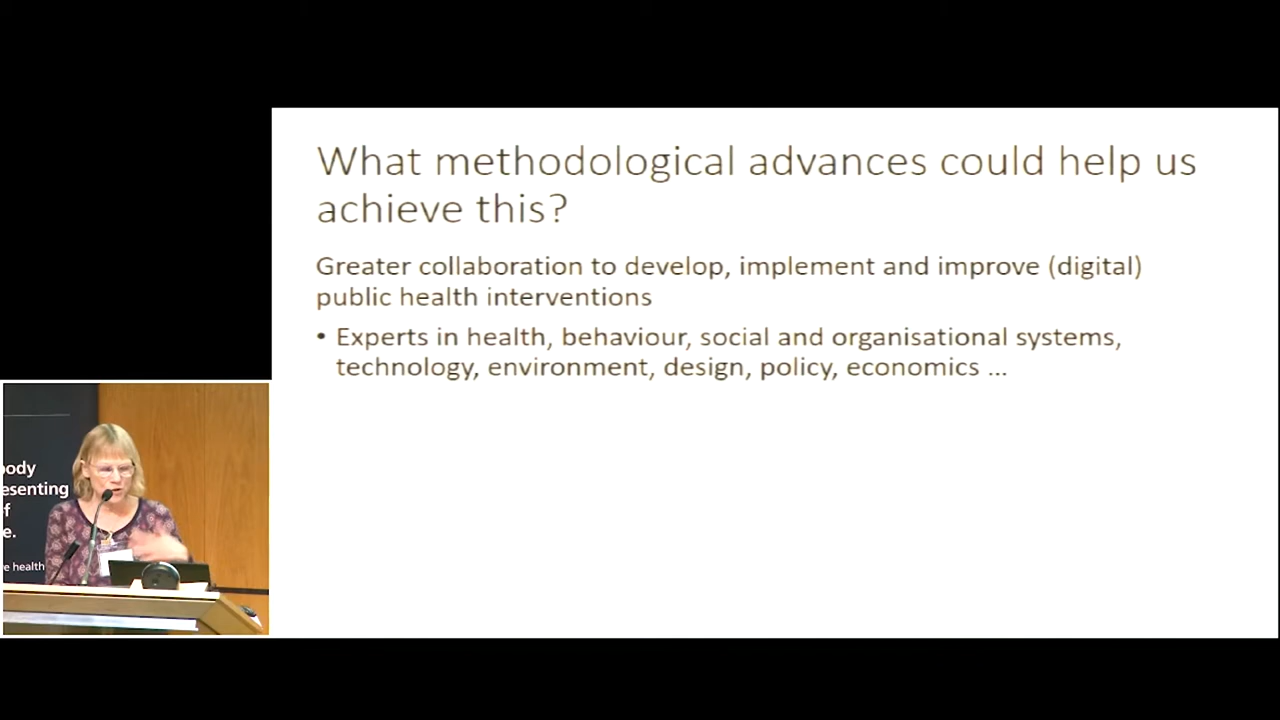 What methodological advances could help us
achieve this?
Greater collaboration to develop, implement and improve (digital)
public health interventions
• Experts in health, behaviour, social and organisational systems,
technology, environment, design, policy, economics ...
health